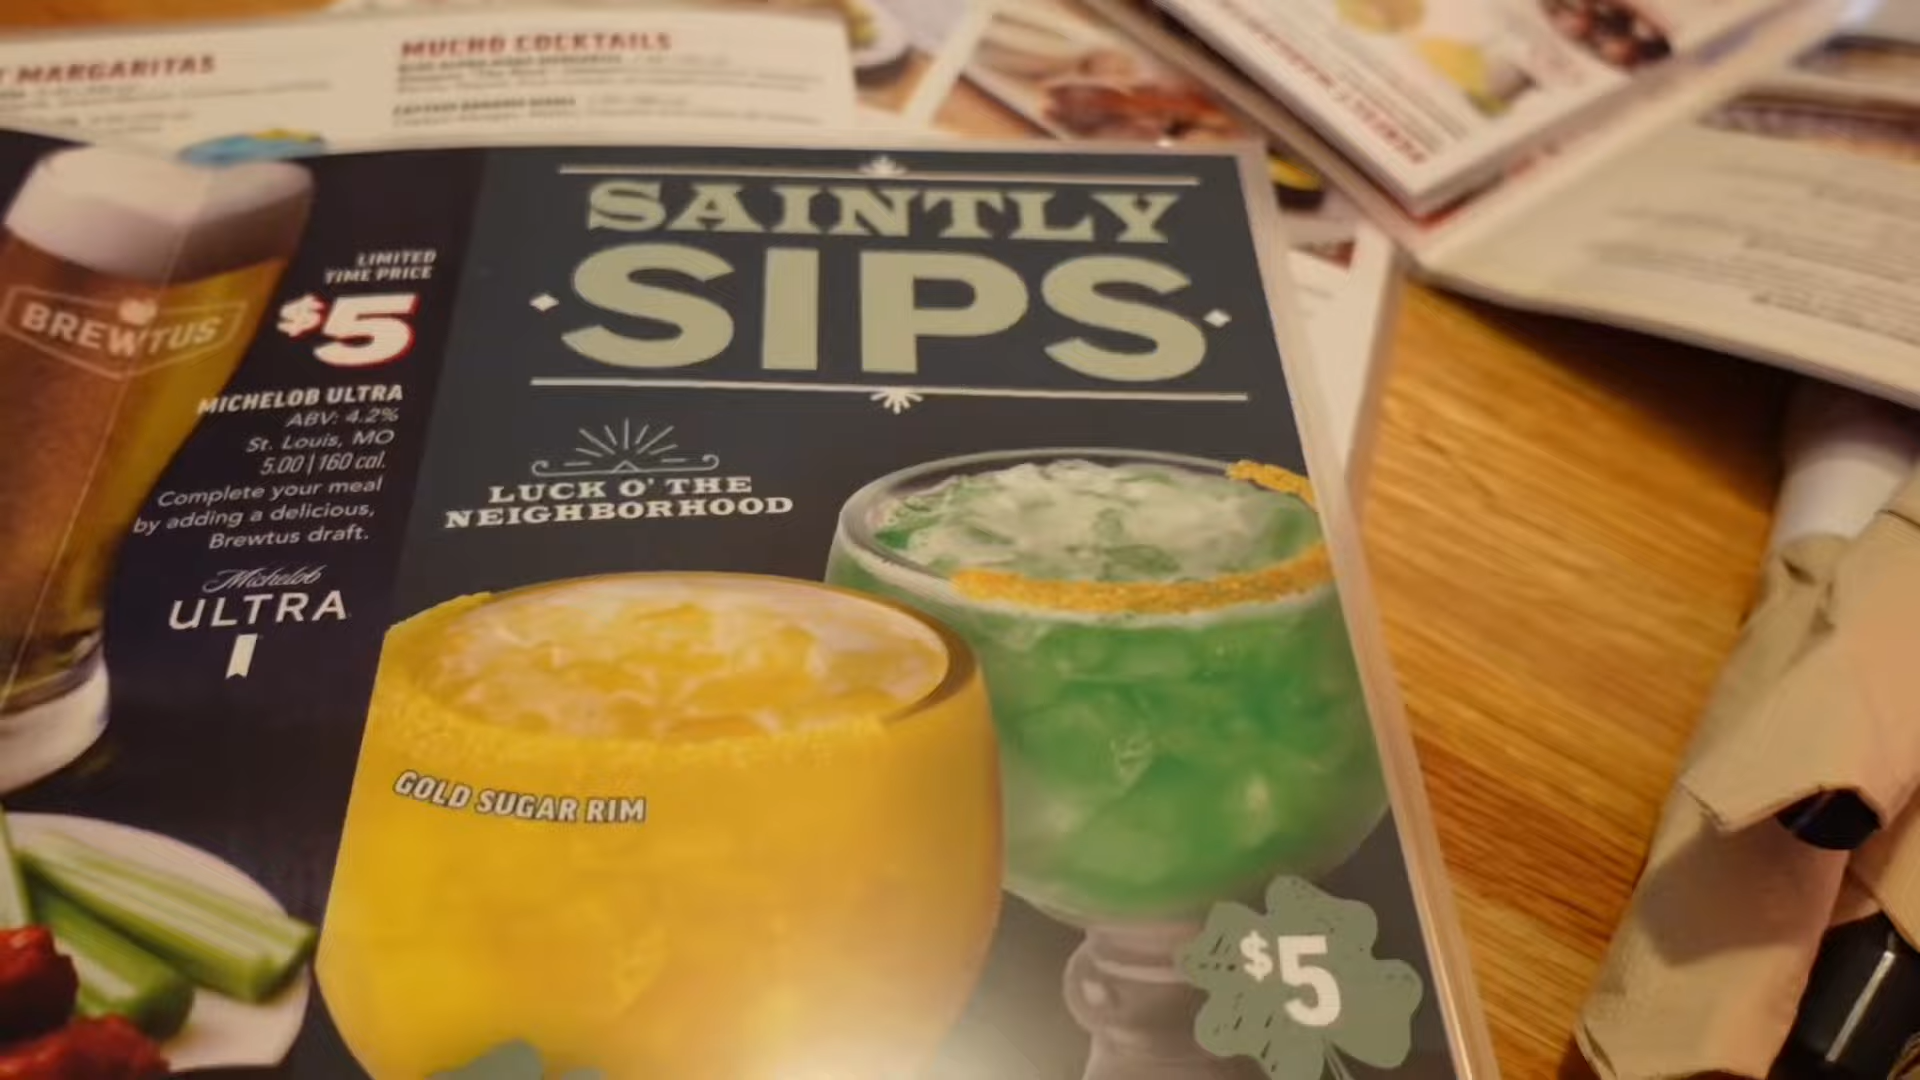 T MARGARITAS
MUCHO COCKTAILS
SAINTLY
SIPS
LIMITED
TIME PRICE
$5
BREWTUS
MICHELOB ULTRA
ABV: 4.2%
St. Louis, MO
5.00 | 160 cal.
Complete your meal
by adding a delicious,
Brewtus draft.
Michelob
ULTRA
LUCK O' THE
NEIGHBORHOOD
GOLD SUGAR RIM
$5